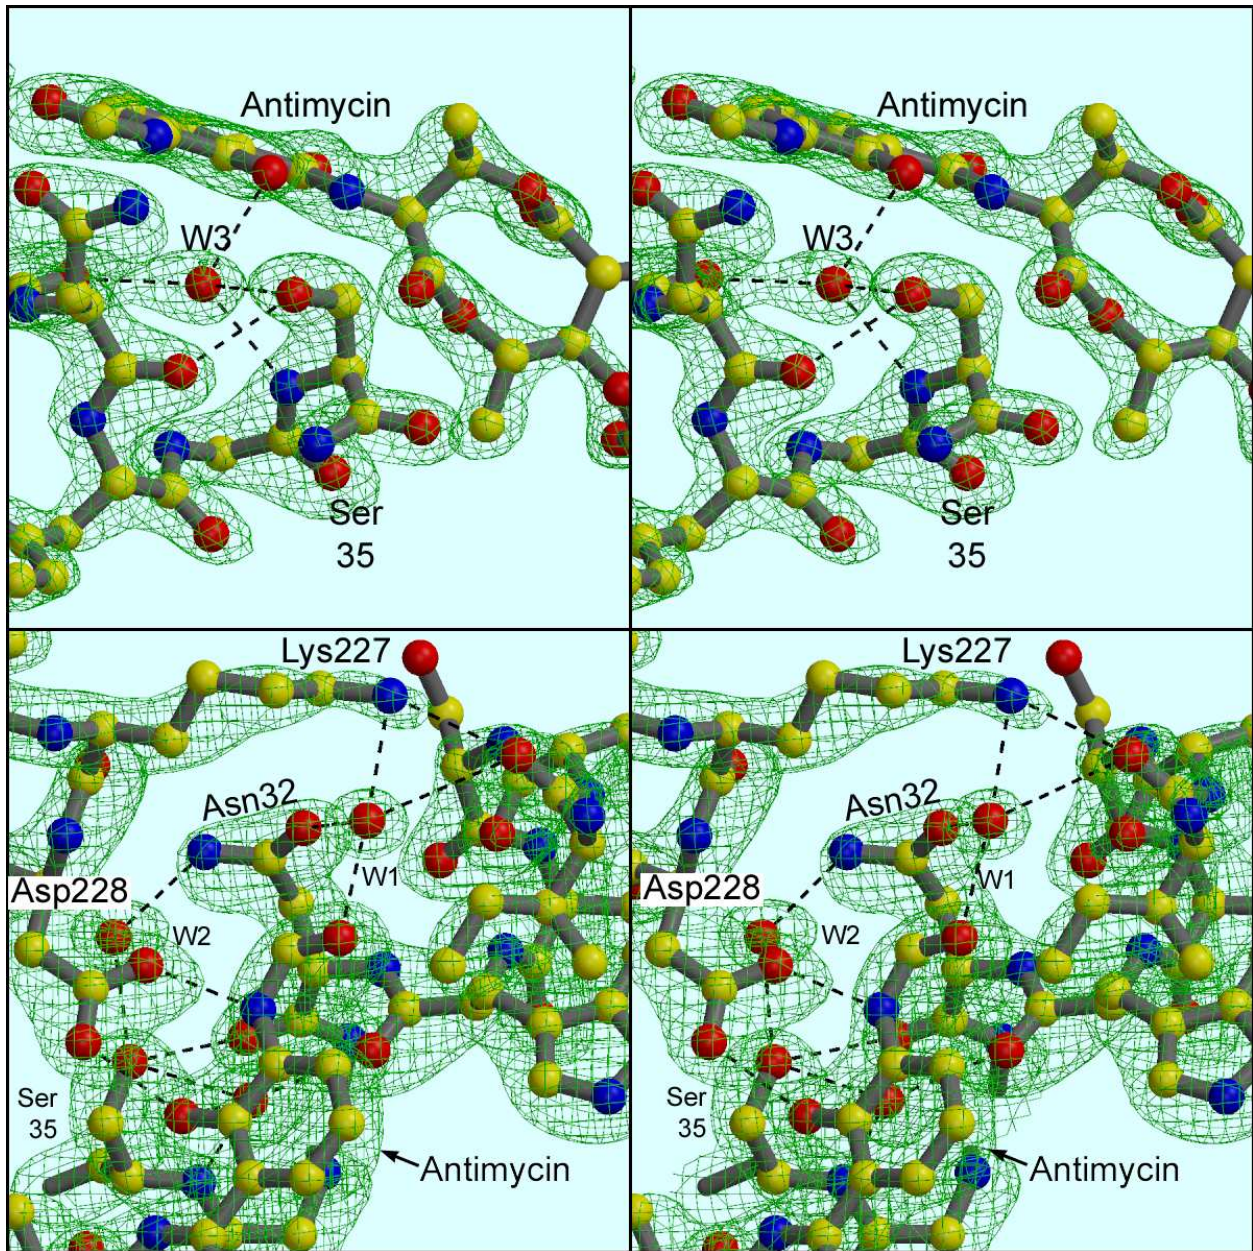 Antimycin
W3
Ser
35
Antimycin
W3
Ser
35
Lys227
Asn32
W1
Asp228
W2
Ser
35
Antimycin
Lys227
Asn32
W1
Asp228
W2
Ser
35
Antimycin